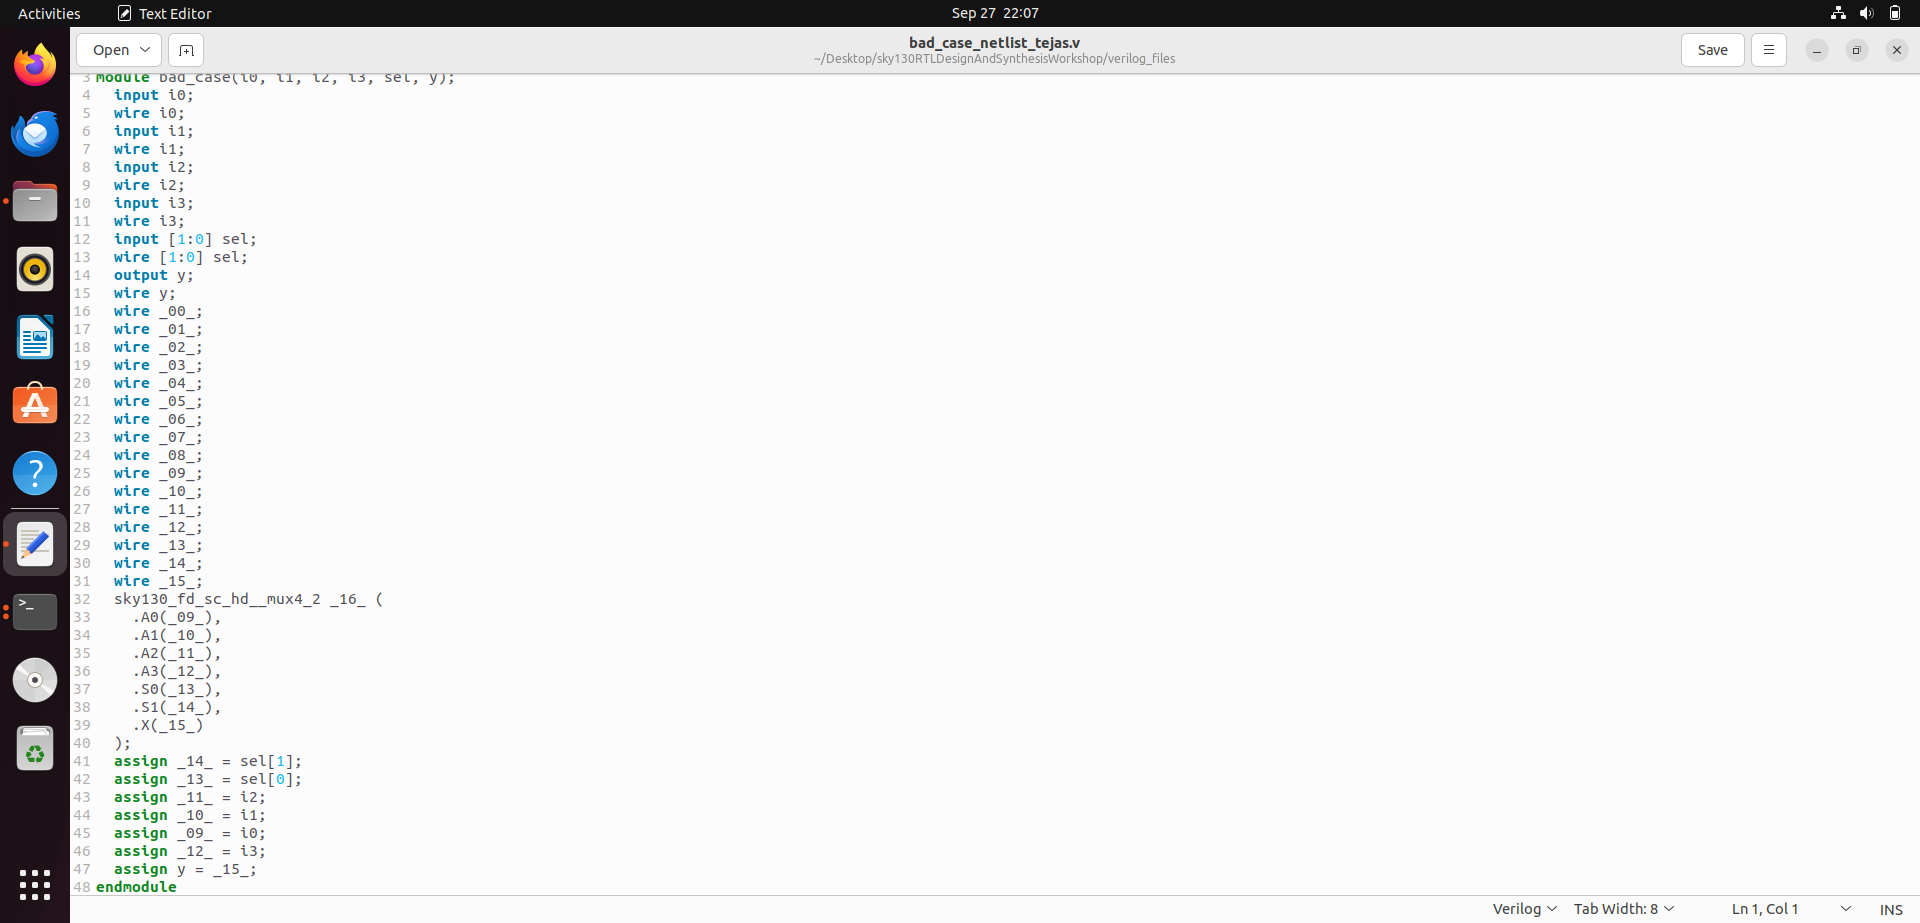 Activities
Text Editor
Sep 27 22:07
Open
bad_case_netlist_tejas.v
~/Desktop/sky130RTLDesignAndSynthesisWorkshop/verilog_files
Save
3 module bad_case(i0, i1, i2, i3, sel, y);
4   input i0;
5   wire i0;
6   input i1;
7   wire i1;
8   input i2;
9   wire i2;
10   input i3;
11   wire i3;
12   input [1:0] sel;
13   wire [1:0] sel;
14   output y;
15   wire y;
16   wire _00_;
17   wire _01_;
18   wire _02_;
19   wire _03_;
20   wire _04_;
21   wire _05_;
22   wire _06_;
23   wire _07_;
24   wire _08_;
25   wire _09_;
26   wire _10_;
27   wire _11_;
28   wire _12_;
29   wire _13_;
30   wire _14_;
31   wire _15_;
32   sky130_fd_sc_hd__mux4_2 _16_ (
33     .A0(_09_),
34     .A1(_10_),
35     .A2(_11_),
36     .A3(_12_),
37     .S0(_13_),
38     .S1(_14_),
39     .X(_15_)
40   );
41   assign _14_ = sel[1];
42   assign _13_ = sel[0];
43   assign _11_ = i2;
44   assign _10_ = i1;
45   assign _09_ = i0;
46   assign _12_ = i3;
47   assign y = _15_;
48 endmodule
Verilog
Tab Width: 8
Ln 1, Col 1
INS